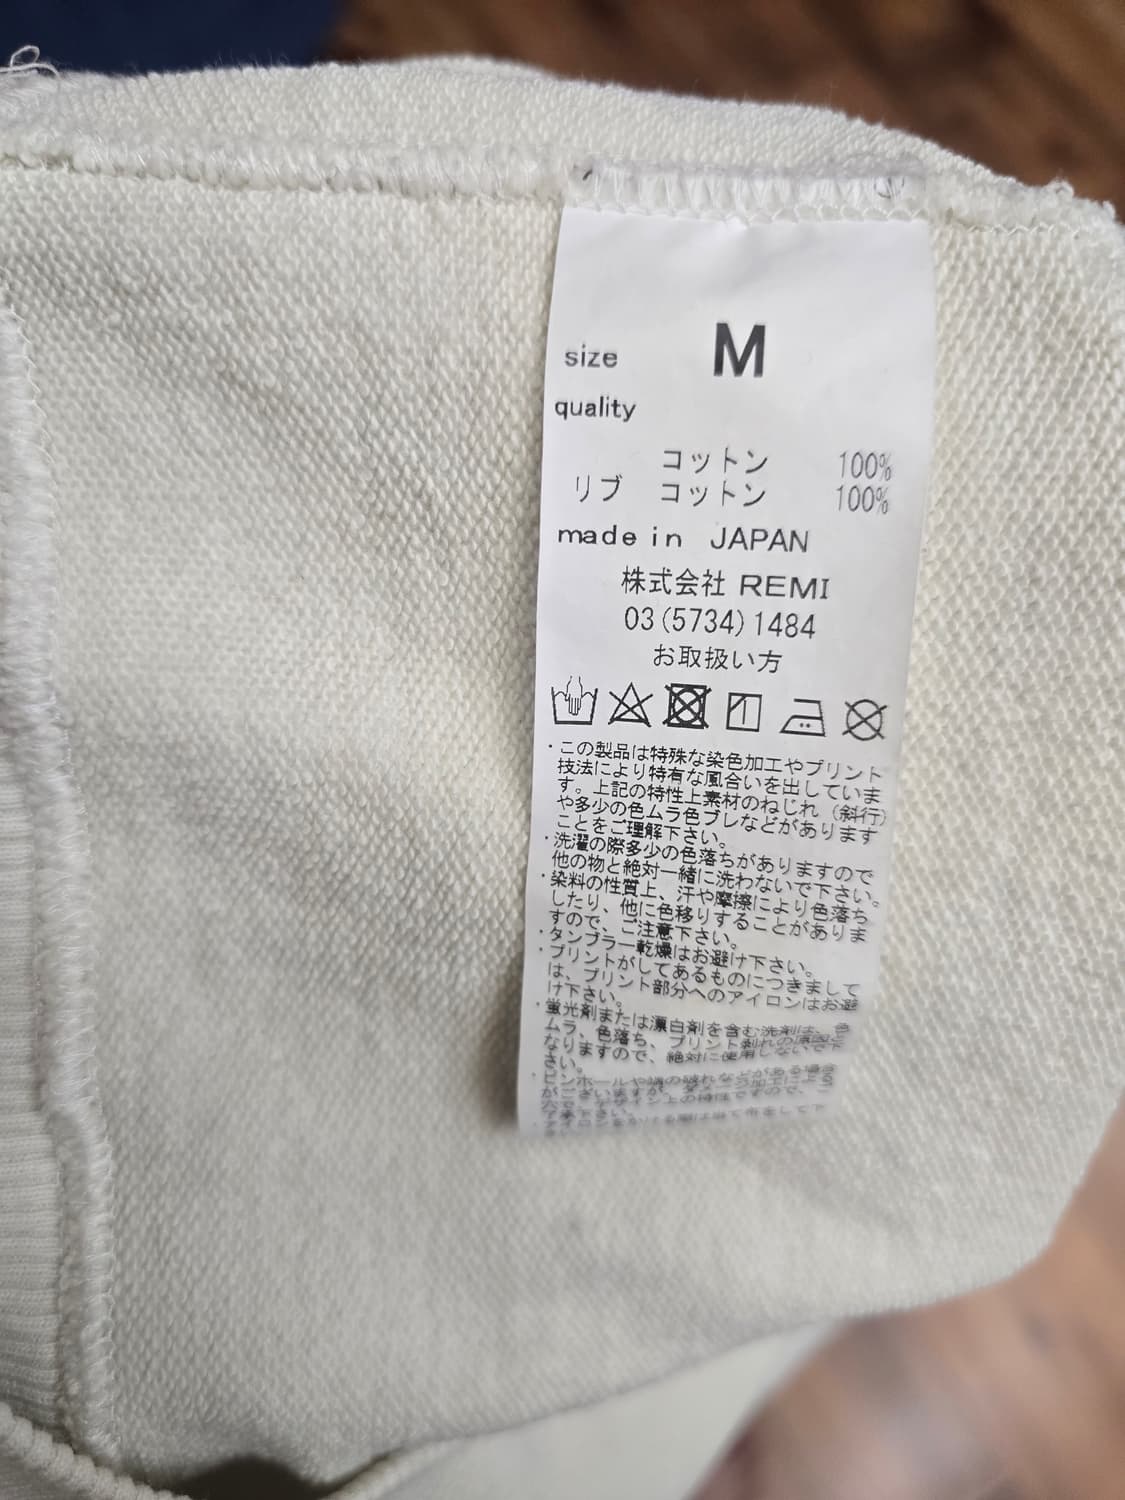 size M
quality
コットン 100%
リブ コットン 100%
made in JAPAN
株式会社 REMI
03(5734)1484
お取扱い方
・この製品は特殊な染色加工やプリント
技法により特有な風合いを出していま
す。上記の特性上素材のねじれ（斜行）
や多少の色ムラ色ブレなどがあります
ことをご理解下さい。
・洗濯の際多少の色落ちがありますので
他の物と絶対一緒に洗わないで下さい。
・染料の性質上、汗や摩擦により色落ち
したり、他に色移りすることがありま
すので、ご注意下さい。
・タンブラー乾燥はお避け下さい。
・プリントがしてあるものにつきまして
は、プリント部分へのアイロンはお避
け下さい。
・蛍光剤または漂白剤を含む洗剤は、色
ムラ、色落ち、プリント剥れの原因と
なりますので、絶対に使用しないで下
さい。
・ピンホールや
がございますが、